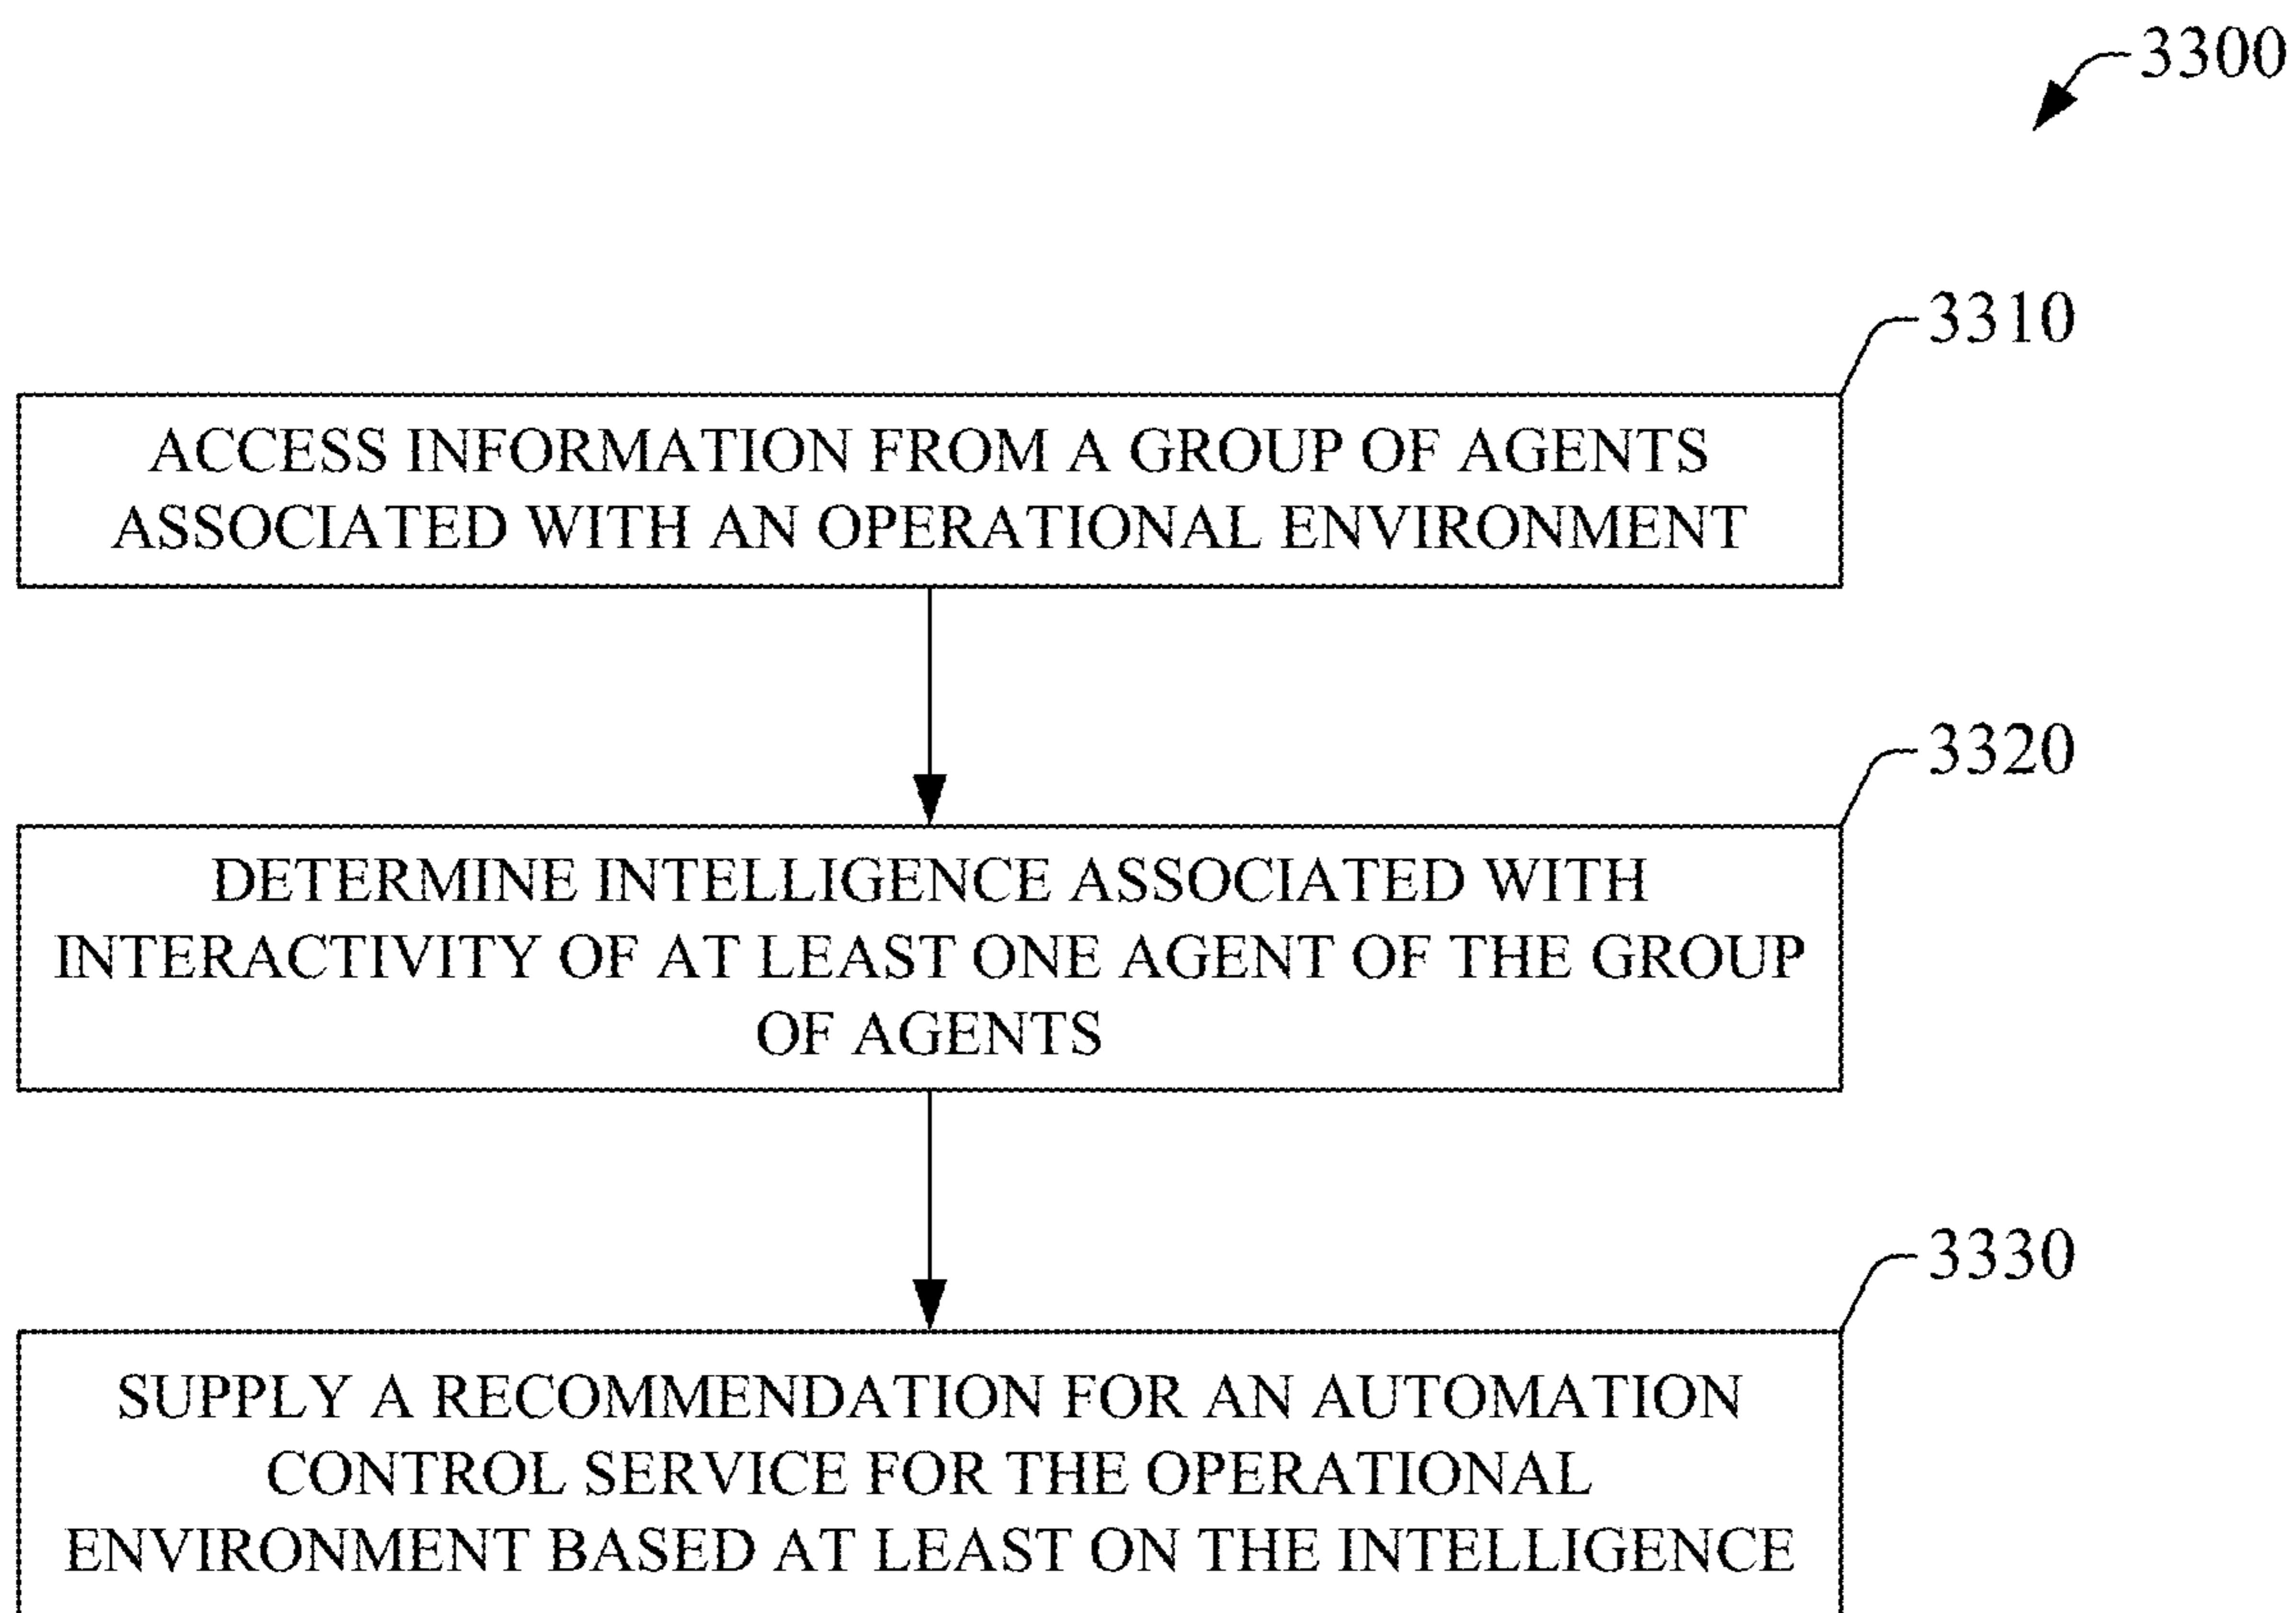 3300
3310
ACCESS INFORMATION FROM A GROUP OF AGENTS
ASSOCIATED WITH AN OPERATIONAL ENVIRONMENT
3320
DETERMINE INTELLIGENCE ASSOCIATED WITH
INTERACTIVITY OF AT LEAST ONE AGENT OF THE GROUP
OF AGENTS
3330
SUPPLY A RECOMMENDATION FOR AN AUTOMATION
CONTROL SERVICE FOR THE OPERATIONAL
ENVIRONMENT BASED AT LEAST ON THE INTELLIGENCE